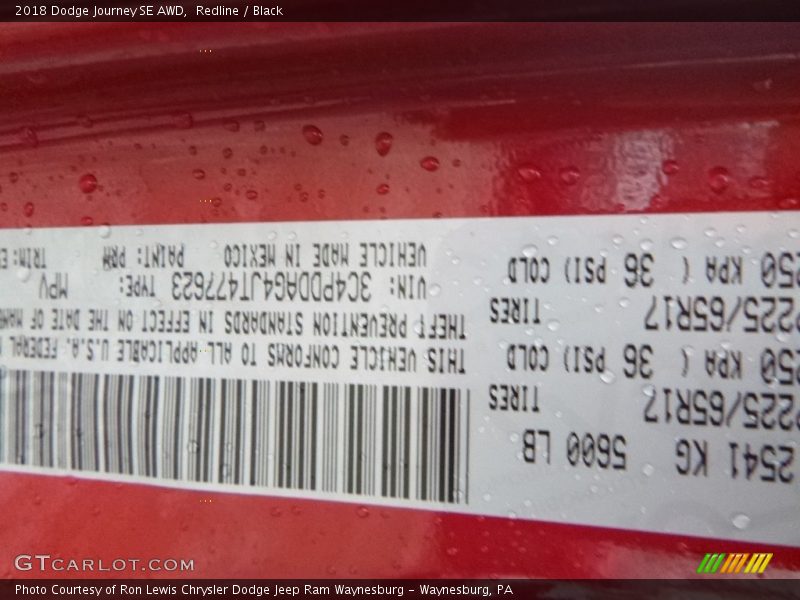 2018 Dodge Journey SE AWD, Redline / Black
2541 KG 5600 LB
225/65R17 TIRES
250 KPA ( 36 PSI) COLD
225/65R17 TIRES
250 KPA ( 36 PSI) COLD
THIS VEHICLE CONFORMS TO ALL APPLICABLE U.S.A. FEDERAL
THEFT PREVENTION STANDARDS IN EFFECT ON THE DATE OF
VIN: 3C4PDDAG4JT477623 TYPE: MPV
VEHICLE MADE IN MEXICO PAINT: PRM TRIM:
GTCARLOT.COM
Photo Courtesy of Ron Lewis Chrysler Dodge Jeep Ram Waynesburg - Waynesburg, PA